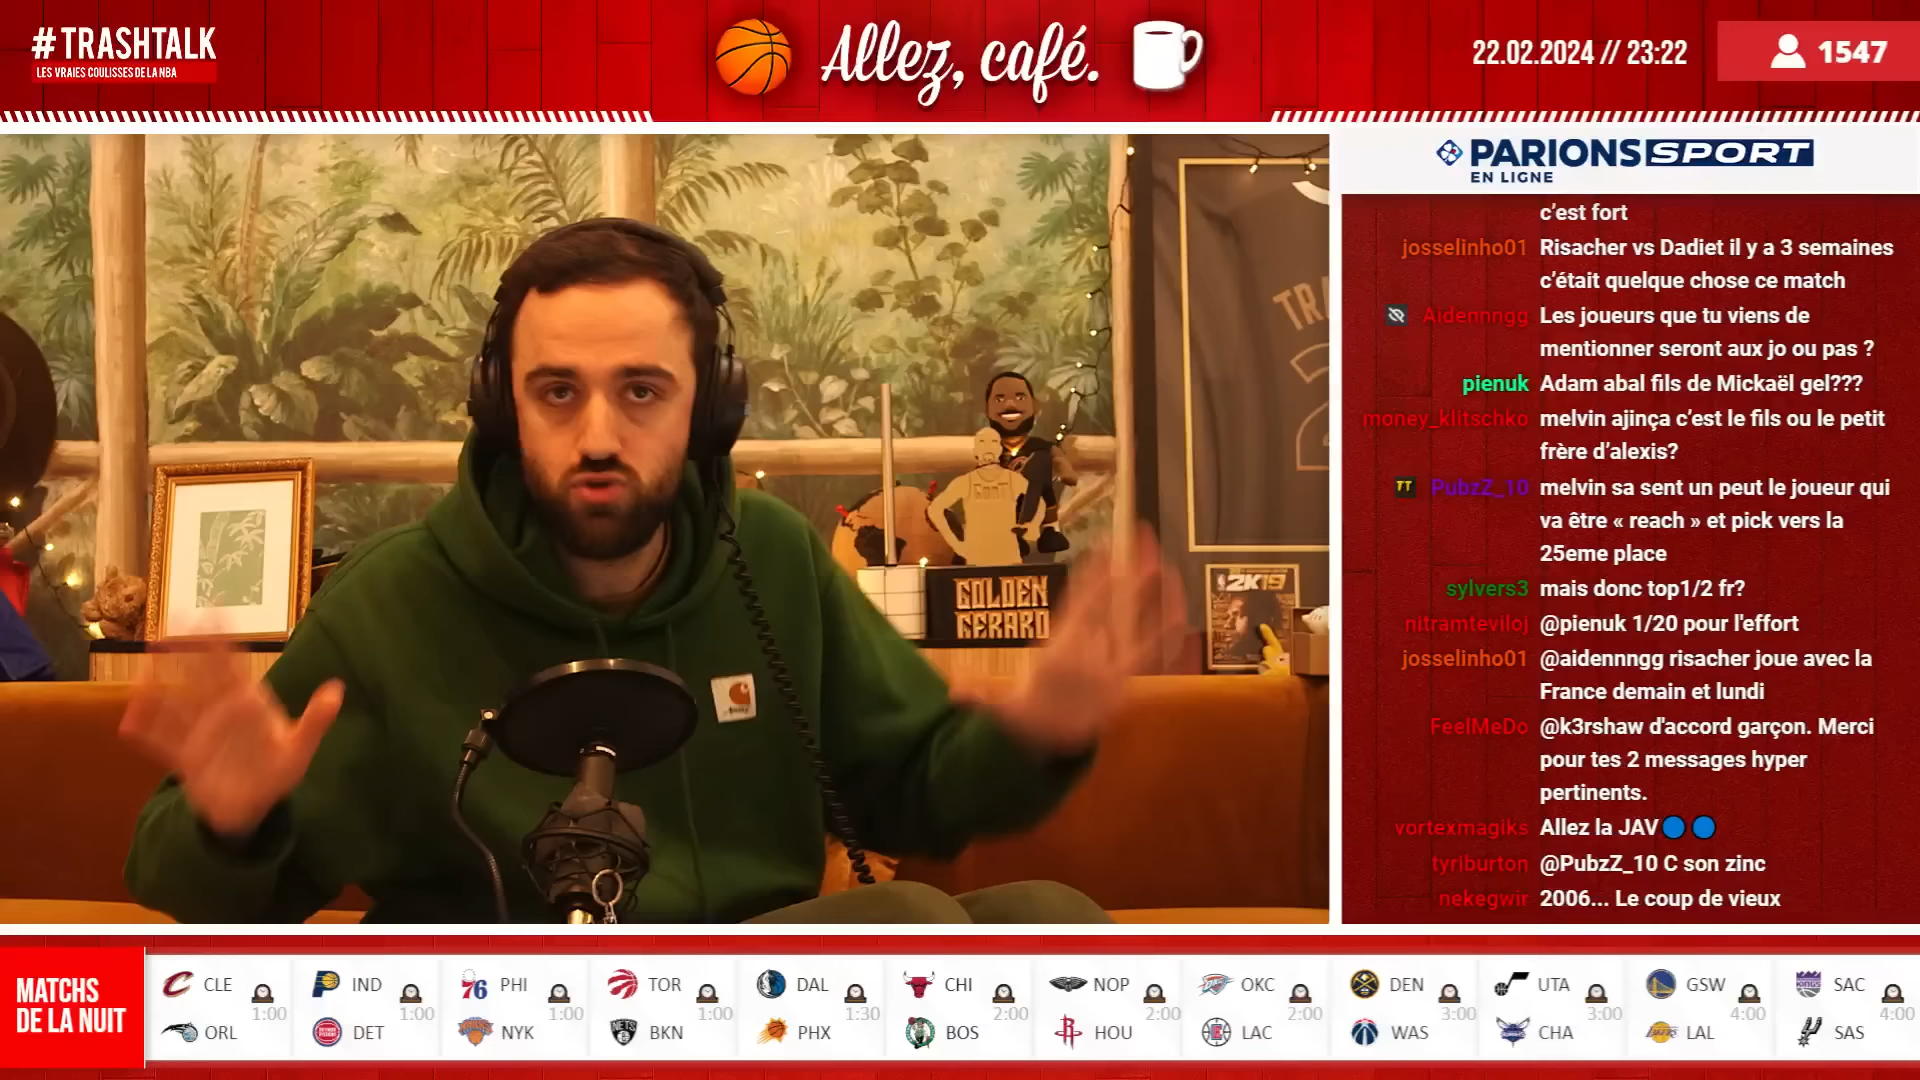 #TRASHTALK
LES VRAIES COULISSES DE LA NBA
Allez, café.
22.02.2024 // 23:22
1547
PARIONS SPORT
EN LIGNE
c’est fort
josselinho01 Risacher vs Dadiet il y a 3 semaines
c’était quelque chose ce match
Aidennngg Les joueurs que tu viens de
mentionner seront aux jo ou pas ?
pienuk Adam abal fils de Mickaël gel???
money_klitschko melvin ajinça c’est le fils ou le petit
frère d’alexis?
TT PubzZ_10 melvin sa sent un peut le joueur qui
va être « reach » et pick vers la
25eme place
sylvers3 mais donc top1/2 fr?
nitramteviloj @pienuk 1/20 pour l'effort
josselinho01 @aidennngg risacher joue avec la
France demain et lundi
FeelMeDo @k3rshaw d'accord garçon. Merci
pour tes 2 messages hyper
pertinents.
vortexmagiks Allez la JAV
tyriburton @PubzZ_10 C son zinc
nekegwir 2006... Le coup de vieux
TRA
2K19
GOLDEN
GERARD
MATCHS
DE LA NUIT
CLE ORL 1:00
IND DET 1:00
76 PHI NYK 1:00
TOR BKN 1:00
DAL PHX 1:30
CHI BOS 2:00
NOP HOU 2:00
OKC LAC 2:00
DEN WAS 3:00
UTA CHA 3:00
GSW LAL 4:00
SAC SAS 4:00